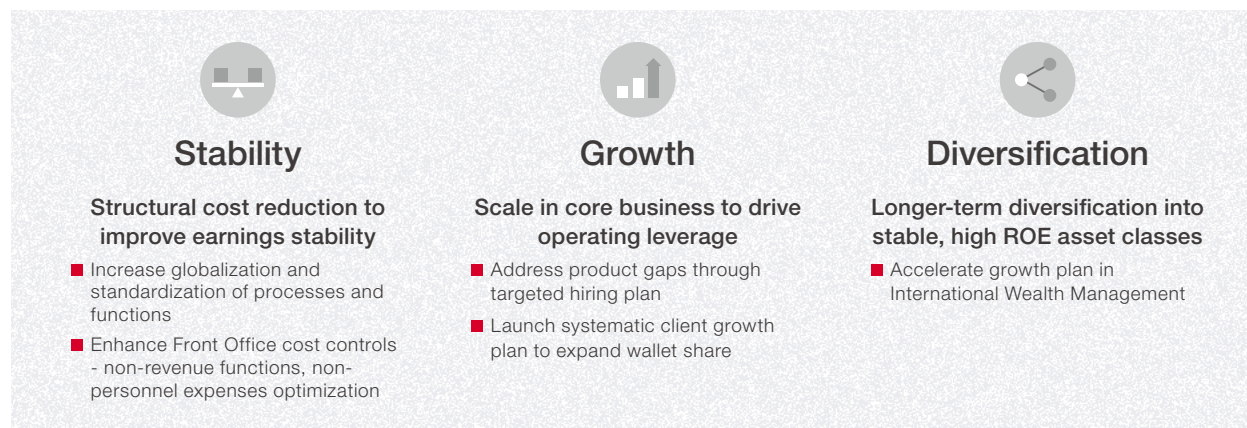 Stability
Structural cost reduction to
improve earnings stability
Increase globalization and
standardization of processes and
functions
Enhance Front Office cost controls
- non-revenue functions, non-
personnel expenses optimization
Growth
Scale in core business to drive
operating leverage
Address product gaps through
targeted hiring plan
Launch systematic client growth
plan to expand wallet share
Diversification
Longer-term diversification into
stable, high ROE asset classes
Accelerate growth plan in
International Wealth Management